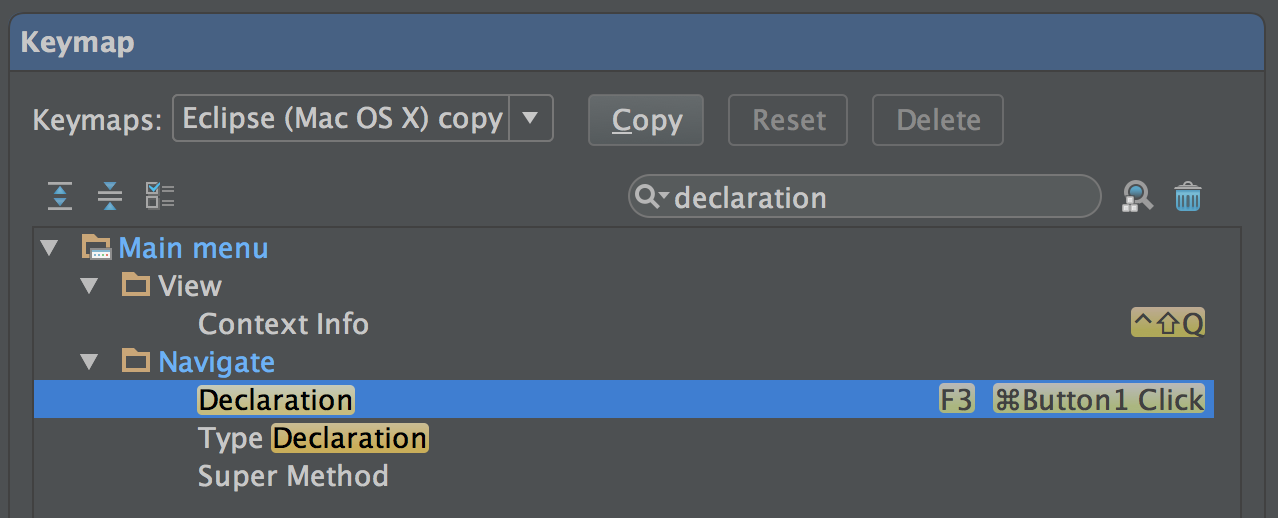 Keymap
Keymaps: Eclipse (Mac OS X) copy Copy Reset Delete
declaration
Main menu
View
Context Info ^⇧Q
Navigate
Declaration F3 ⌘Button1 Click
Type Declaration
Super Method